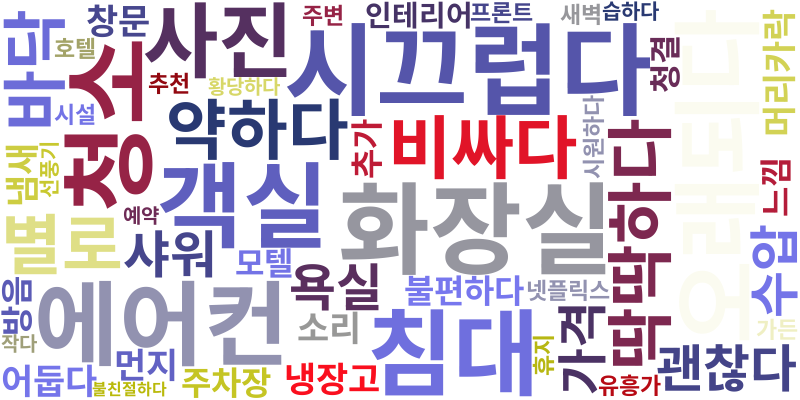 창문
사진
주변
인테리어
프론트
새벽
습하다
바닥
호텔
청소
추천
황당하다
시끄럽다
청결
오래되다
머리카락
시설
약하다
추가
비싸다
시원하다
딱딱하다
냄새
선풍기
객실
화장실
느낌
예약
별로
샤워
모텔
욕실
불편하다
넷플릭스
수압
방음
에어컨
소리
침대
가격
가든
작다
먼지
휴지
괜찮다
어둡다
불친절하다
주차장
냉장고
유흥가